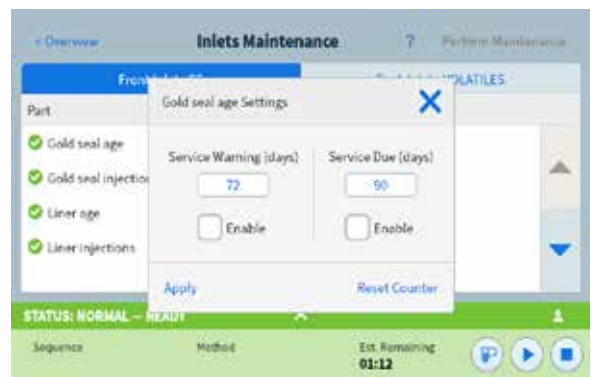 < Overview
Inlets Maintenance
?
Perform Maintenance
Front
VOLATILES
Part
Gold seal age Settings
Gold seal age
Gold seal injection
Liner age
Liner injections
Service Warning (days)
Service Due (days)
72
90
Enable
Enable
Apply
Reset Counter
STATUS: NORMAL – READY
Sequence
Method
Est. Remaining
01:12